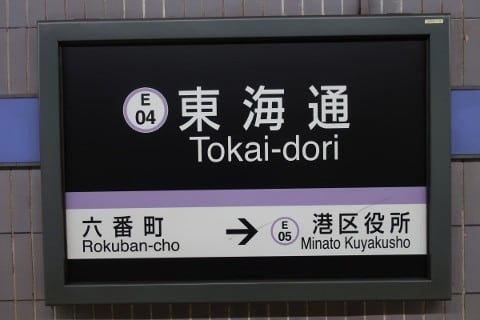 E
04
東海通
Tokai-dori
六番町
Rokuban-cho
→
E
05
港区役所
Minato Kuyakusho